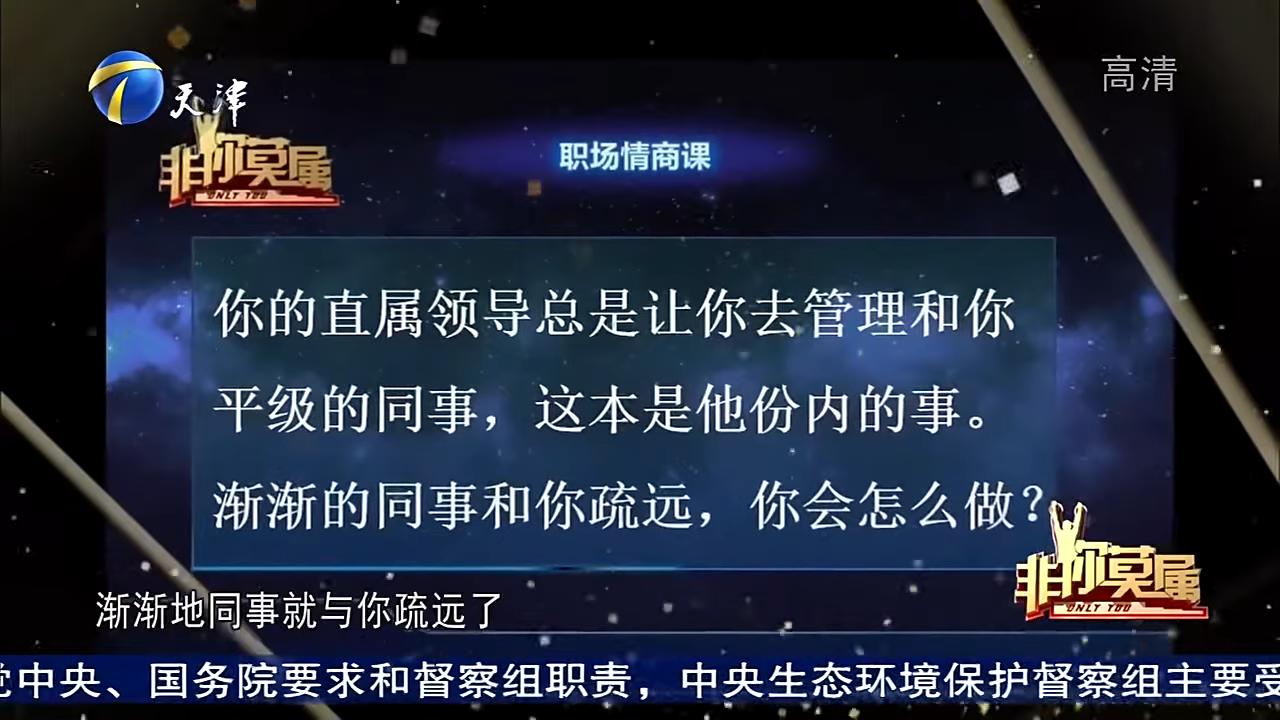 天津
高清
非你莫属
ONLY YOU
职场情商课
你的直属领导总是让你去管理和你
平级的同事，这本是他份内的事。
渐渐的同事和你疏远，你会怎么做？
非你莫属
ONLY YOU
渐渐地同事就与你疏远了
党中央、国务院要求和督察组职责，中央生态环境保护督察组主要受